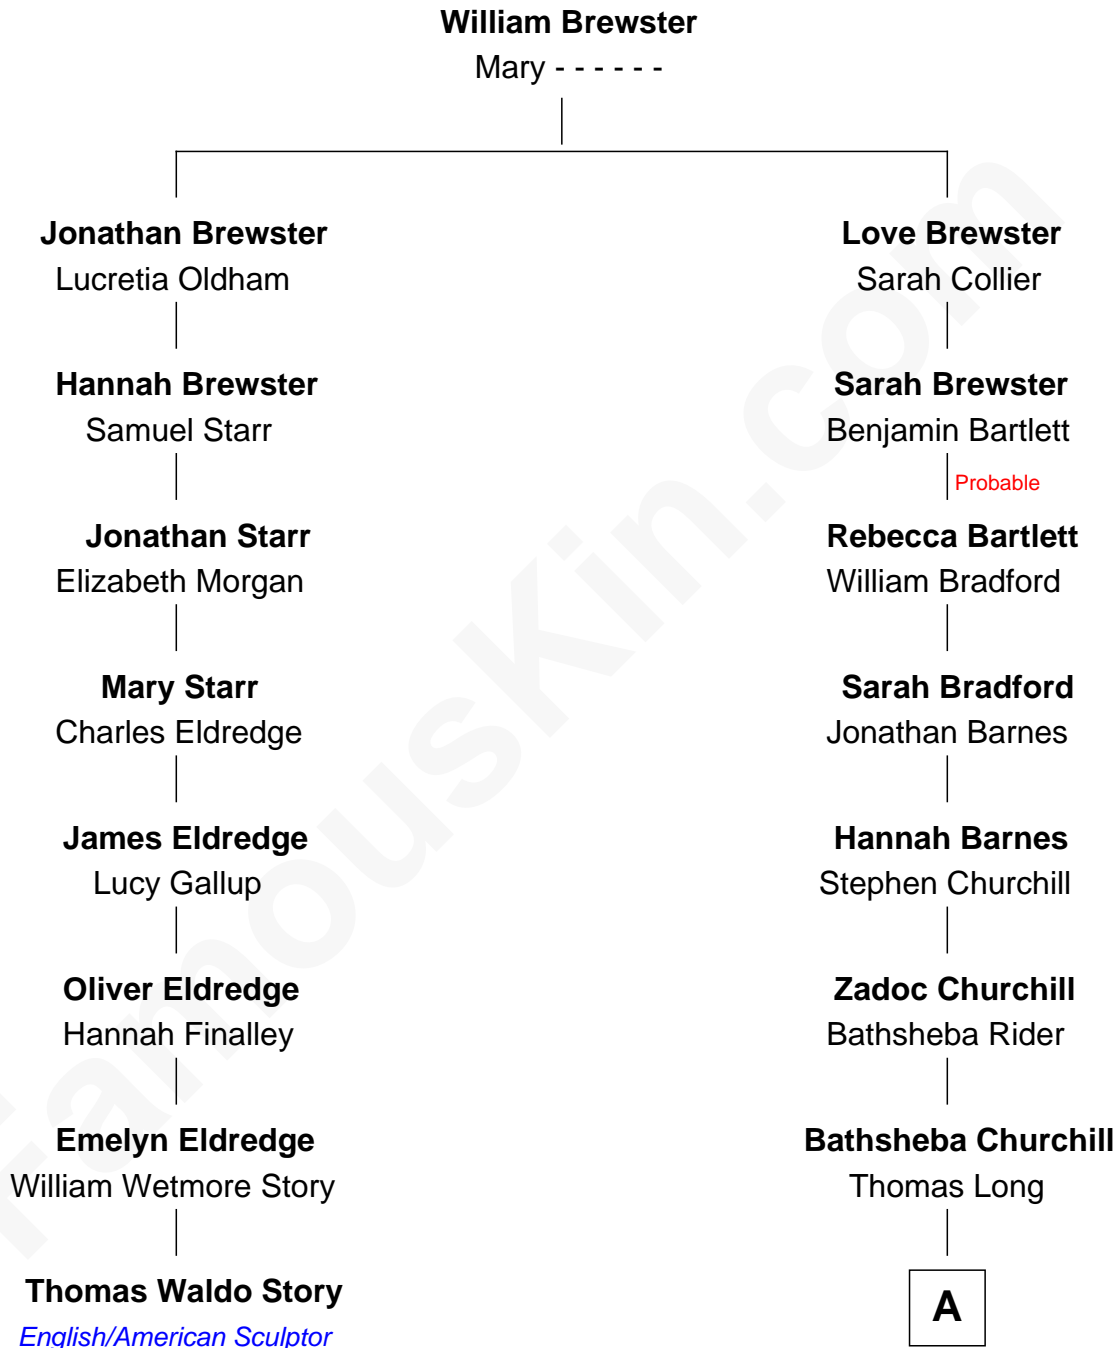 William Brewster
Mary - - - - - -
Jonathan Brewster
Lucretia Oldham
Love Brewster
Sarah Collier
Hannah Brewster
Samuel Starr
Sarah Brewster
Benjamin Bartlett
Probable
Jonathan Starr
Elizabeth Morgan
Rebecca Bartlett
William Bradford
Mary Starr
Charles Eldredge
Sarah Bradford
Jonathan Barnes
James Eldredge
Lucy Gallup
Hannah Barnes
Stephen Churchill
Oliver Eldredge
Hannah Finalley
Zadoc Churchill
Bathsheba Rider
Emelyn Eldredge
William Wetmore Story
Bathsheba Churchill
Thomas Long
Thomas Waldo Story
English/American Sculptor
A
FamousKin.com